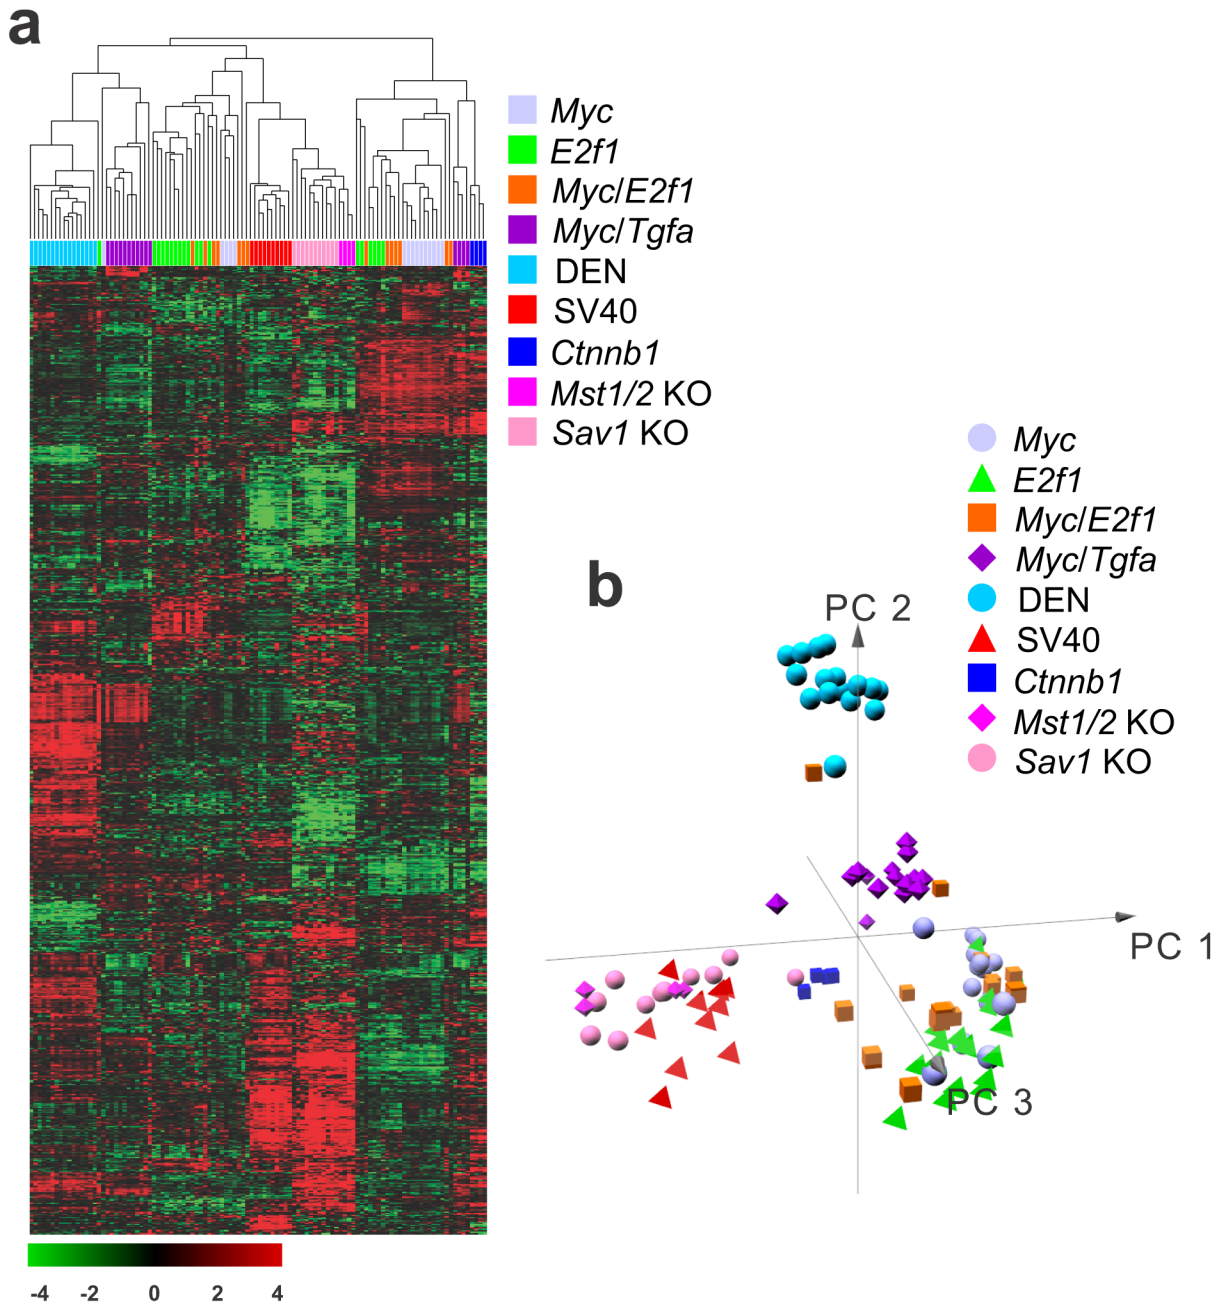 a
Myc
E2f1
Myc/E2f1
Myc/Tgfa
DEN
SV40
Ctnnb1
Mst1/2 KO
Sav1 KO
-4 -2 0 2 4
b
Myc
E2f1
Myc/E2f1
Myc/Tgfa
DEN
SV40
Ctnnb1
Mst1/2 KO
Sav1 KO
PC 2
PC 1
PC 3